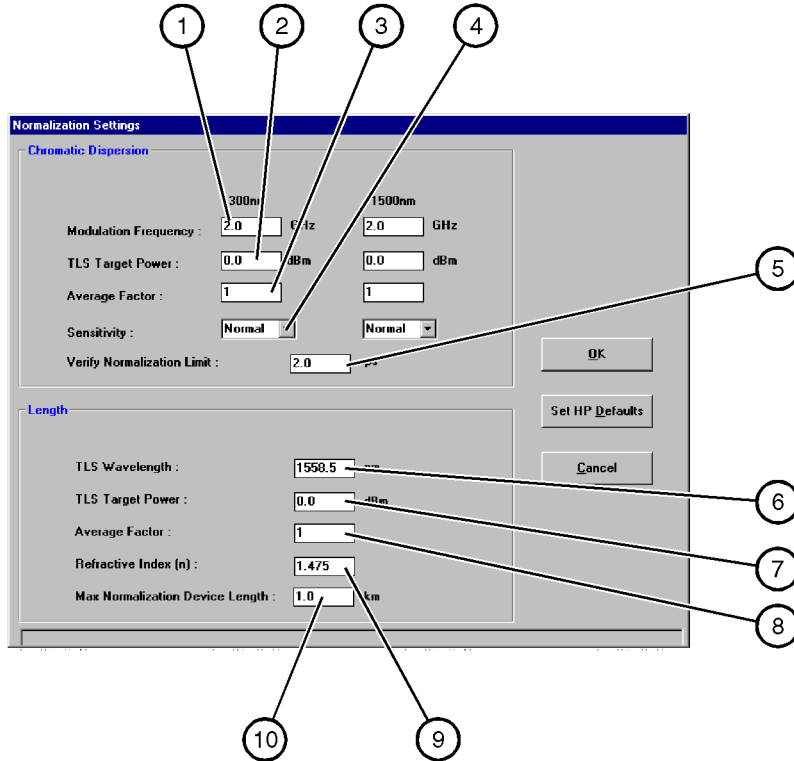 1 2 3 4
Normalization Settings
Chromatic Dispersion
300nm 1500nm
Modulation Frequency : 2.0 GHz 2.0 GHz
TLS Target Power : 0.0 dBm 0.0 dBm
5
Average Factor : 1 1
Sensitivity : Normal Normal
OK
Verify Normalization Limit : 2.0 ps
Set HP Defaults
Length
TLS Wavelength : 1558.5 nm
Cancel
6
TLS Target Power : 0.0 dBm
Average Factor : 1
7
Refractive Index (n) : 1.475
Max Normalization Device Length : 1.0 km
8
10 9